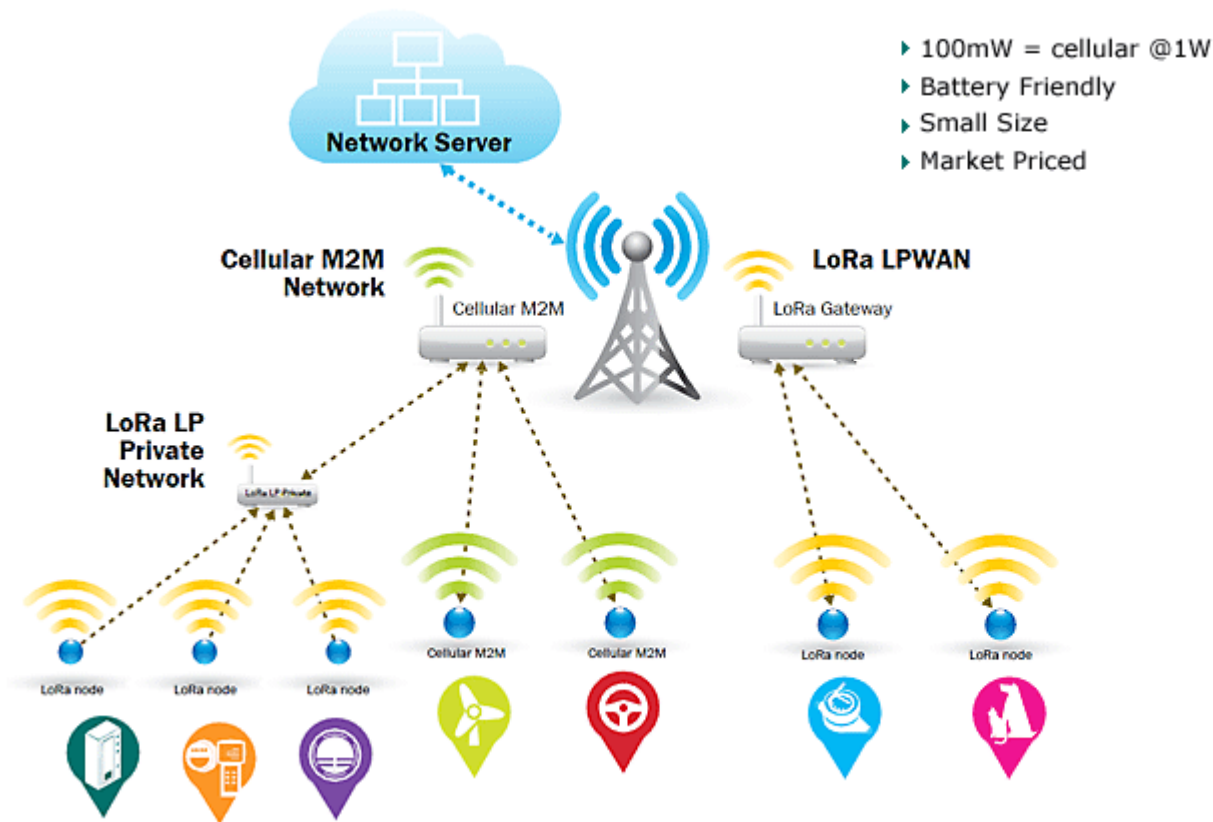 100mW = cellular @1W
Battery Friendly
Small Size
Market Priced
Network Server
Cellular M2M
Network
Cellular M2M
LoRa LPWAN
LoRa Gateway
LoRa LP
Private
Network
LoRa LP Private
Cellular M2M
Cellular M2M
LoRa node
LoRa node
LoRa node
LoRa node
LoRa node